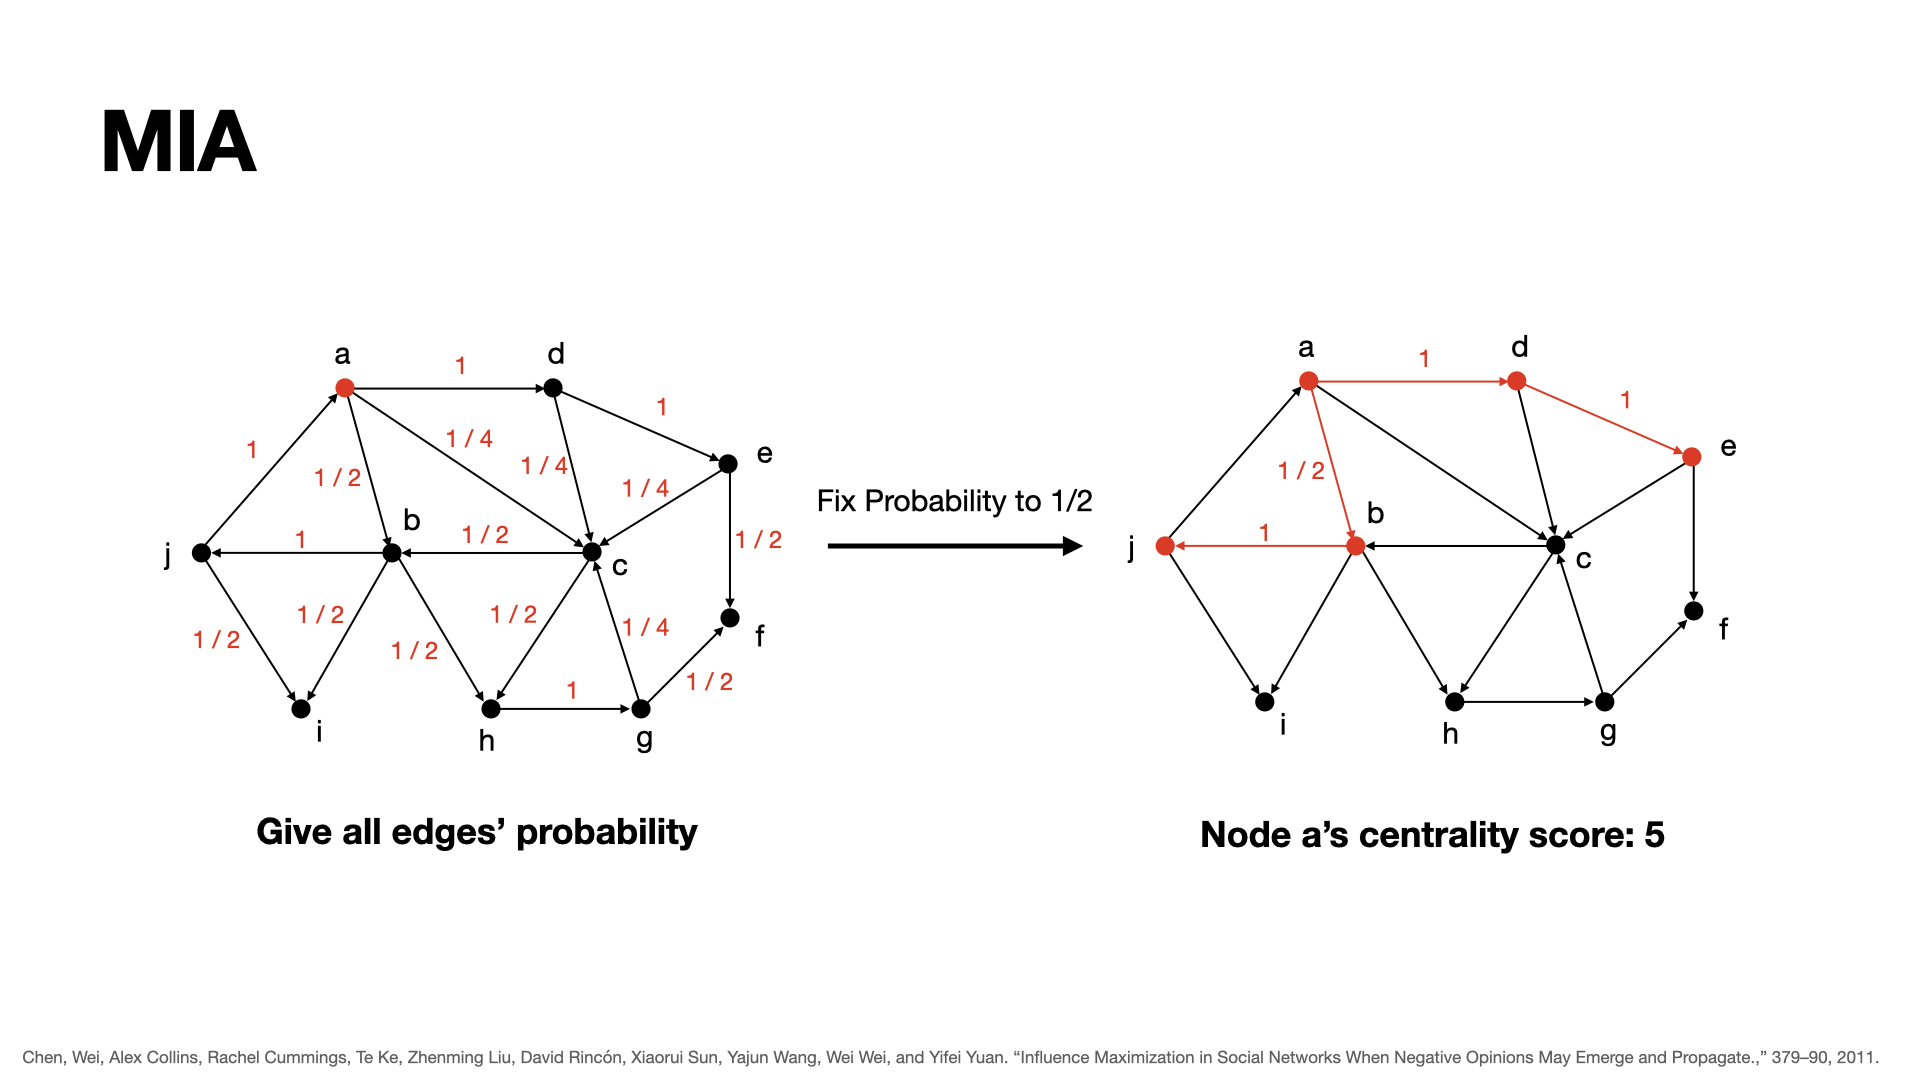 MIA
a
d
1
1
1
1 / 4
1 / 4
e
1 / 2
1 / 4
b
j
1
1 / 2
c
1 / 2
1 / 2
1 / 2
1 / 2
1 / 4
f
1 / 2
1 / 2
1
i
h
g
Give all edges’ probability
Fix Probability to 1/2
a
d
1
1
e
1 / 2
b
j
1
c
f
i
h
g
Node a’s centrality score: 5
Chen, Wei, Alex Collins, Rachel Cummings, Te Ke, Zhenming Liu, David Rincón, Xiaorui Sun, Yajun Wang, Wei Wei, and Yifei Yuan. “Influence Maximization in Social Networks When Negative Opinions May Emerge and Propagate.,” 379–90, 2011.